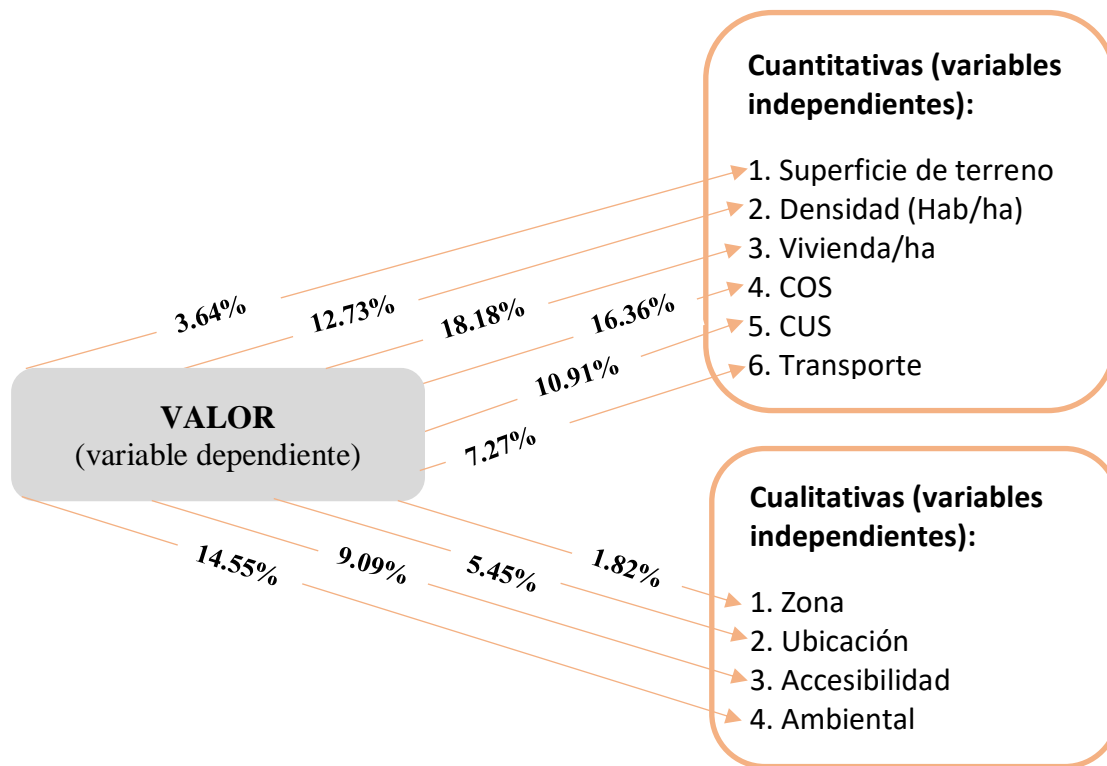 Cuantitativas (variables
independientes):
1. Superficie de terreno
2. Densidad (Hab/ha)
3. Vivienda/ha
4. COS
5. CUS
6. Transporte
3.64%
12.73%
18.18%
16.36%
10.91%
7.27%
VALOR
(variable dependiente)
14.55%
9.09%
5.45%
1.82%
Cualitativas (variables
independientes):
1. Zona
2. Ubicación
3. Accesibilidad
4. Ambiental